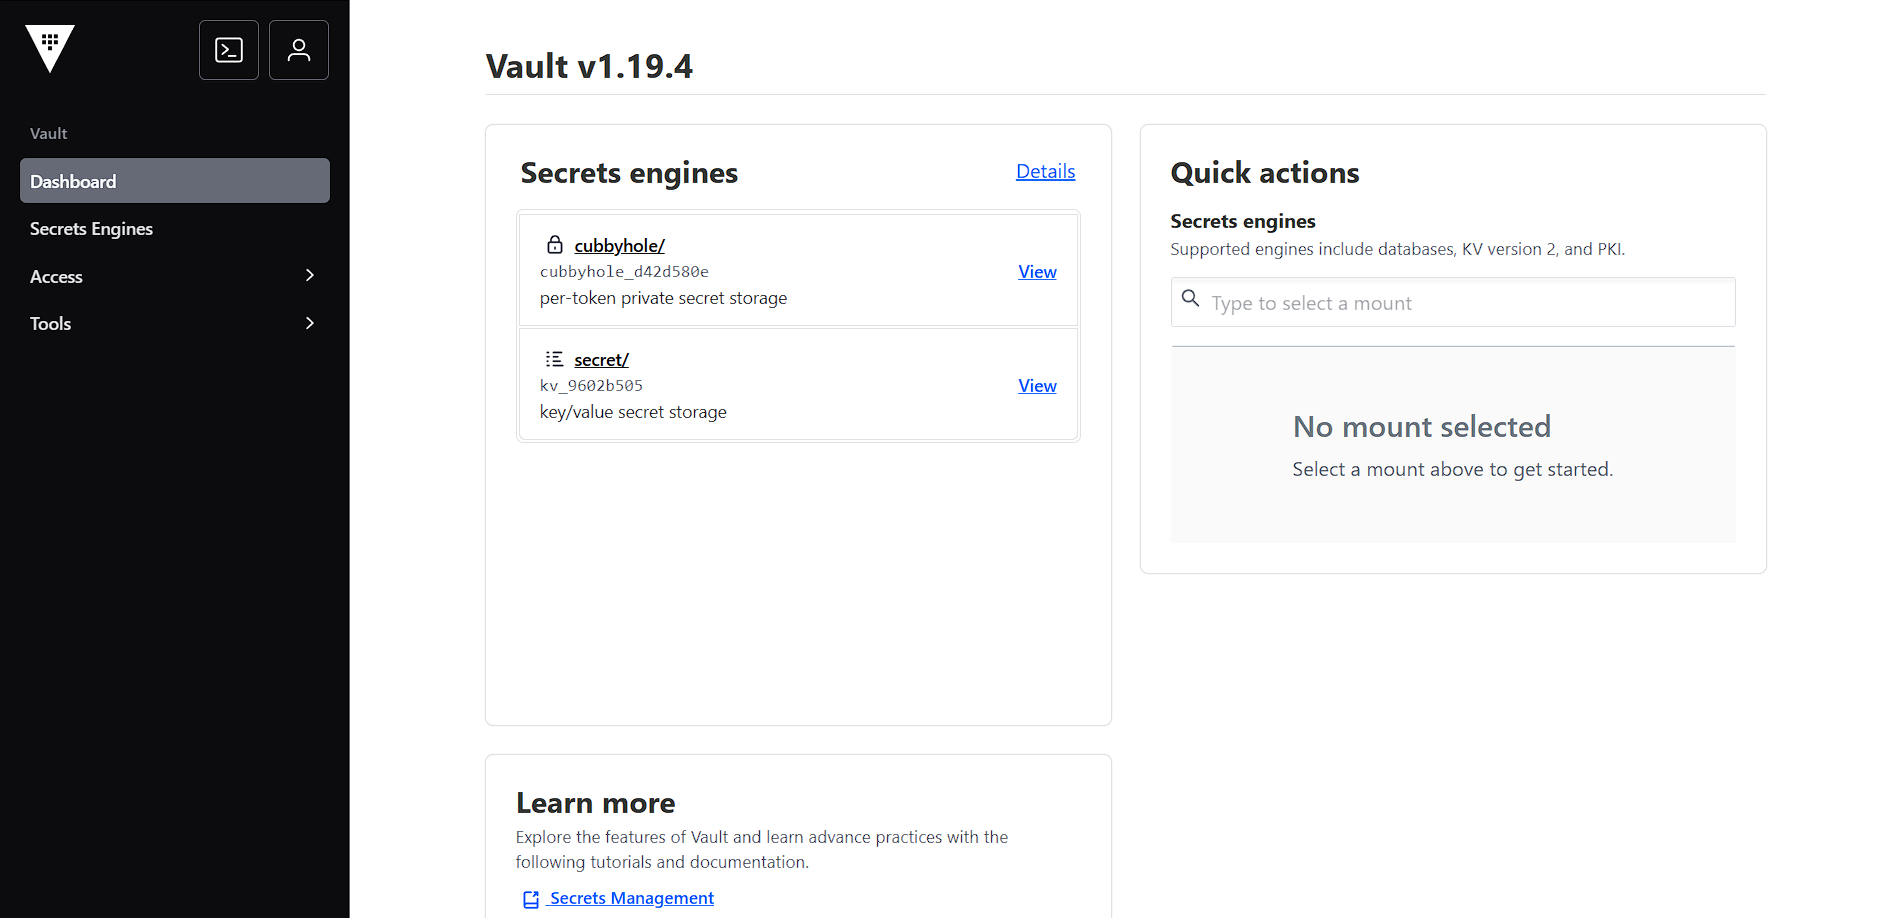 Vault
Dashboard
Secrets Engines
Access
Tools
Vault v1.19.4
Secrets engines
Details
cubbyhole/
cubbyhole_d42d580e
View
per-token private secret storage
secret/
kv_9602b505
View
key/value secret storage
Quick actions
Secrets engines
Supported engines include databases, KV version 2, and PKI.
Type to select a mount
No mount selected
Select a mount above to get started.
Learn more
Explore the features of Vault and learn advance practices with the
following tutorials and documentation.
Secrets Management